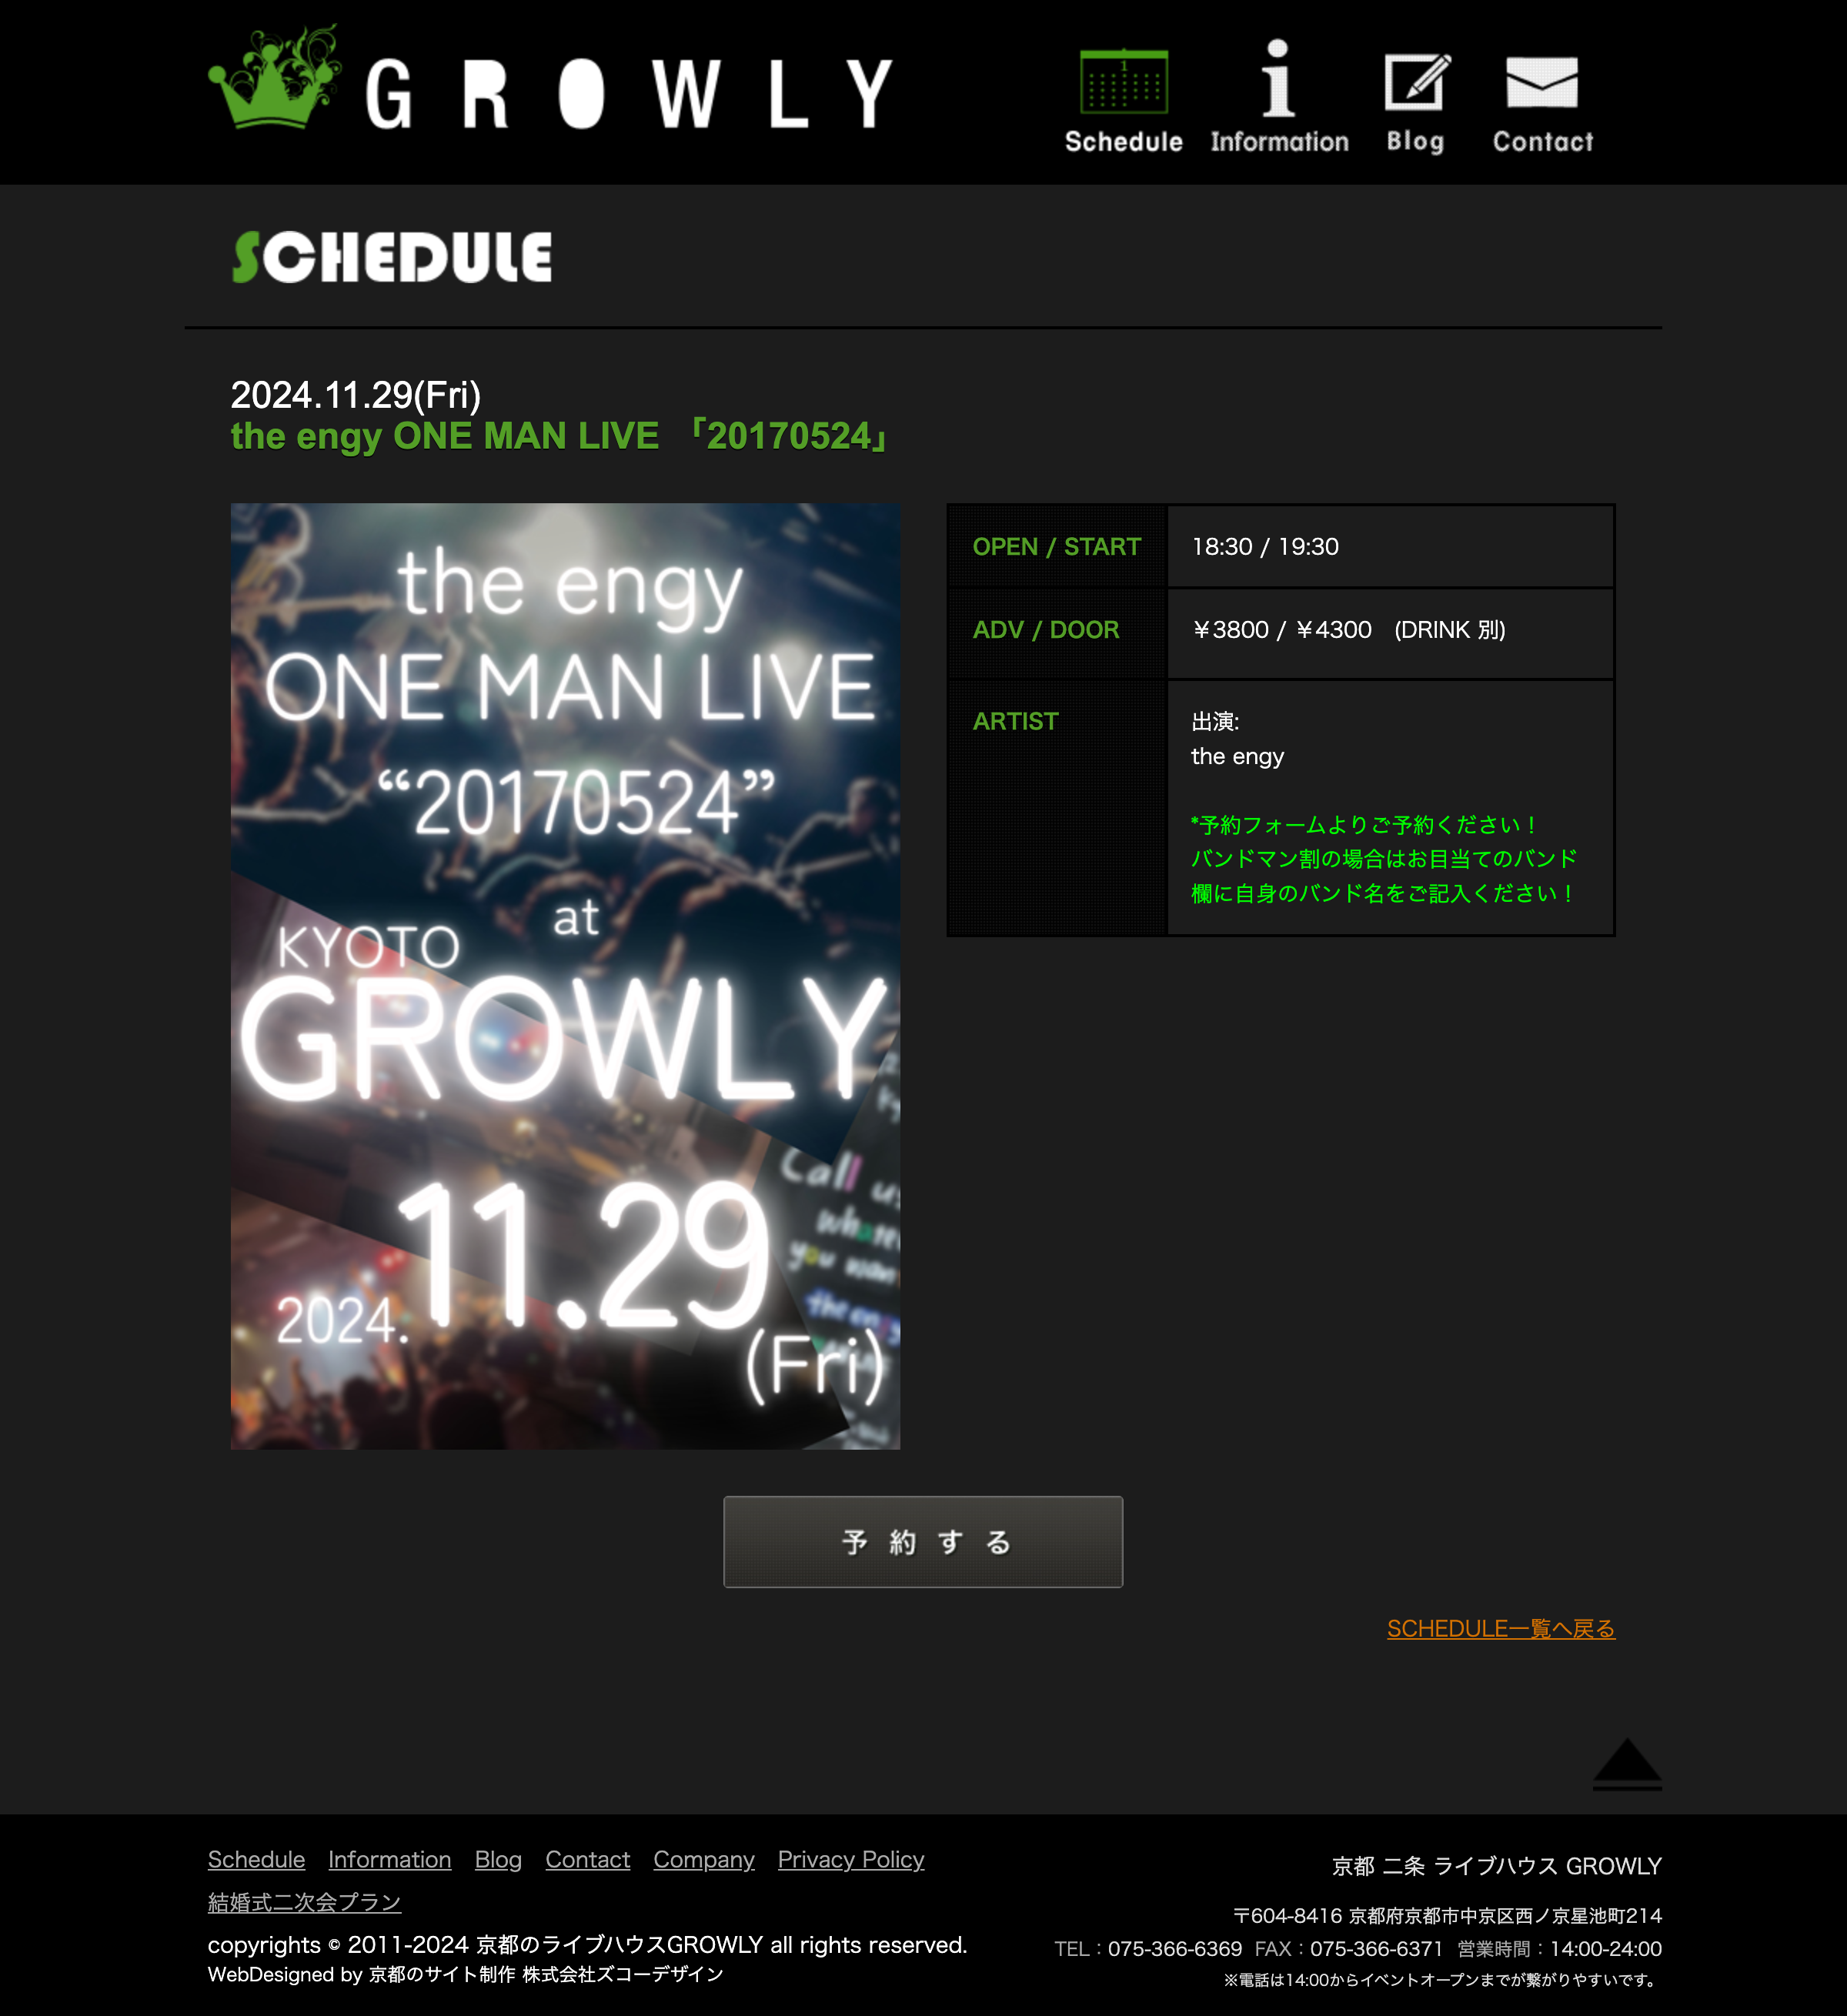 GROWLY
Schedule
Information
Blog
Contact
SCHEDULE
2024.11.29(Fri)
the engy ONE MAN LIVE 「20170524」
the engy
ONE MAN LIVE
“20170524”
at
KYOTO
GROWLY
2024.11.29
(Fri)
Call us
you
OPEN / START 18:30 / 19:30
ADV / DOOR ￥3800 / ￥4300 (DRINK 別)
ARTIST 出演:
the engy
*予約フォームよりご予約ください！
バンドマン割の場合はお目当てのバンド
欄に自身のバンド名をご記入ください！
予約する
SCHEDULE一覧へ戻る
Schedule Information Blog Contact Company Privacy Policy
結婚式二次会プラン
copyrights © 2011-2024 京都のライブハウスGROWLY all rights reserved.
WebDesigned by 京都のサイト制作 株式会社ズコーデザイン
京都 二条 ライブハウス GROWLY
〒604-8416 京都府京都市中京区西ノ京星池町214
TEL：075-366-6369 FAX：075-366-6371 営業時間：14:00-24:00
※電話は14:00からイベントオープンまでが繋がりやすいです。